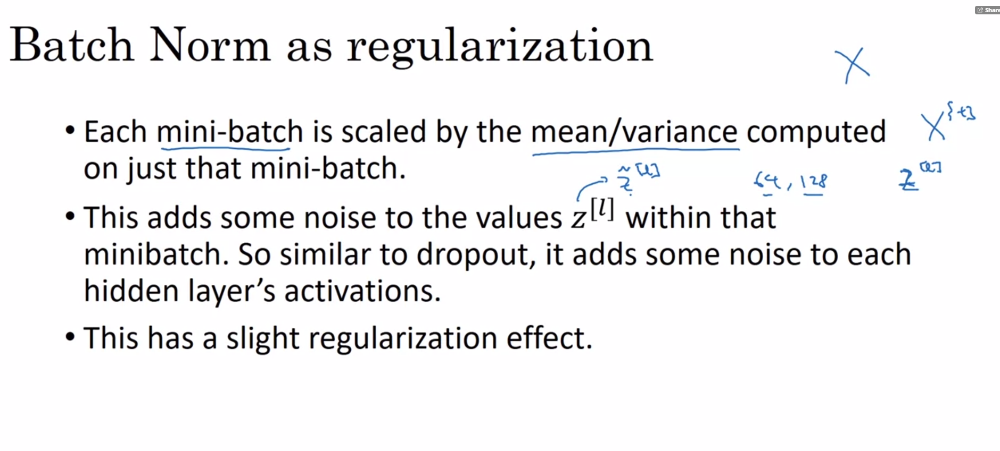 Share
Batch Norm as regularization
X
• Each mini-batch is scaled by the mean/variance computed
X^{t}
on just that mini-batch.
z̃^[l]
64, 128
z^[l]
• This adds some noise to the values z^[l] within that
minibatch. So similar to dropout, it adds some noise to each
hidden layer’s activations.
• This has a slight regularization effect.